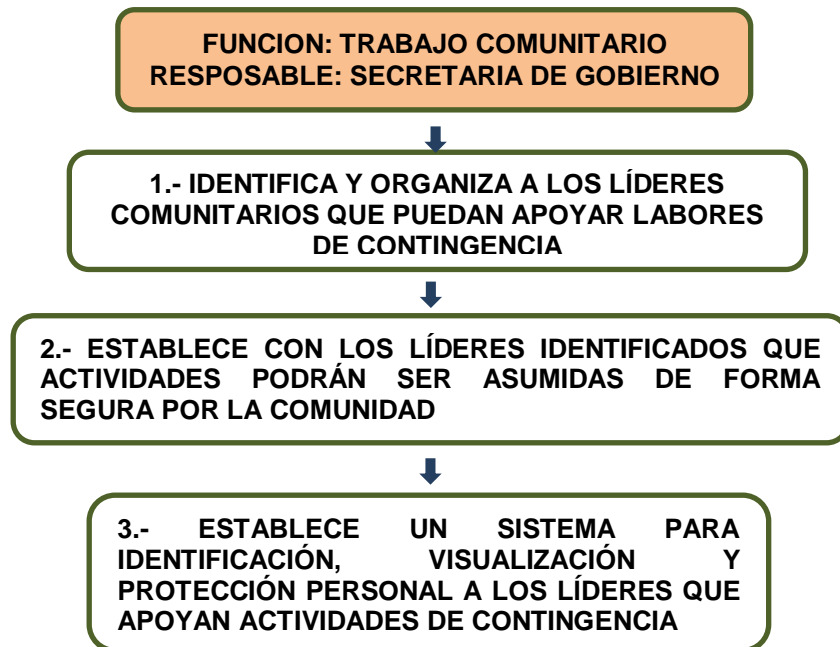 FUNCION: TRABAJO COMUNITARIO
RESPOSABLE: SECRETARIA DE GOBIERNO
1.- IDENTIFICA Y ORGANIZA A LOS LÍDERES
COMUNITARIOS QUE PUEDAN APOYAR LABORES
DE CONTINGENCIA
2.- ESTABLECE CON LOS LÍDERES IDENTIFICADOS QUE
ACTIVIDADES PODRÁN SER ASUMIDAS DE FORMA
SEGURA POR LA COMUNIDAD
3.- ESTABLECE UN SISTEMA PARA
IDENTIFICACIÓN, VISUALIZACIÓN Y
PROTECCIÓN PERSONAL A LOS LÍDERES QUE
APOYAN ACTIVIDADES DE CONTINGENCIA